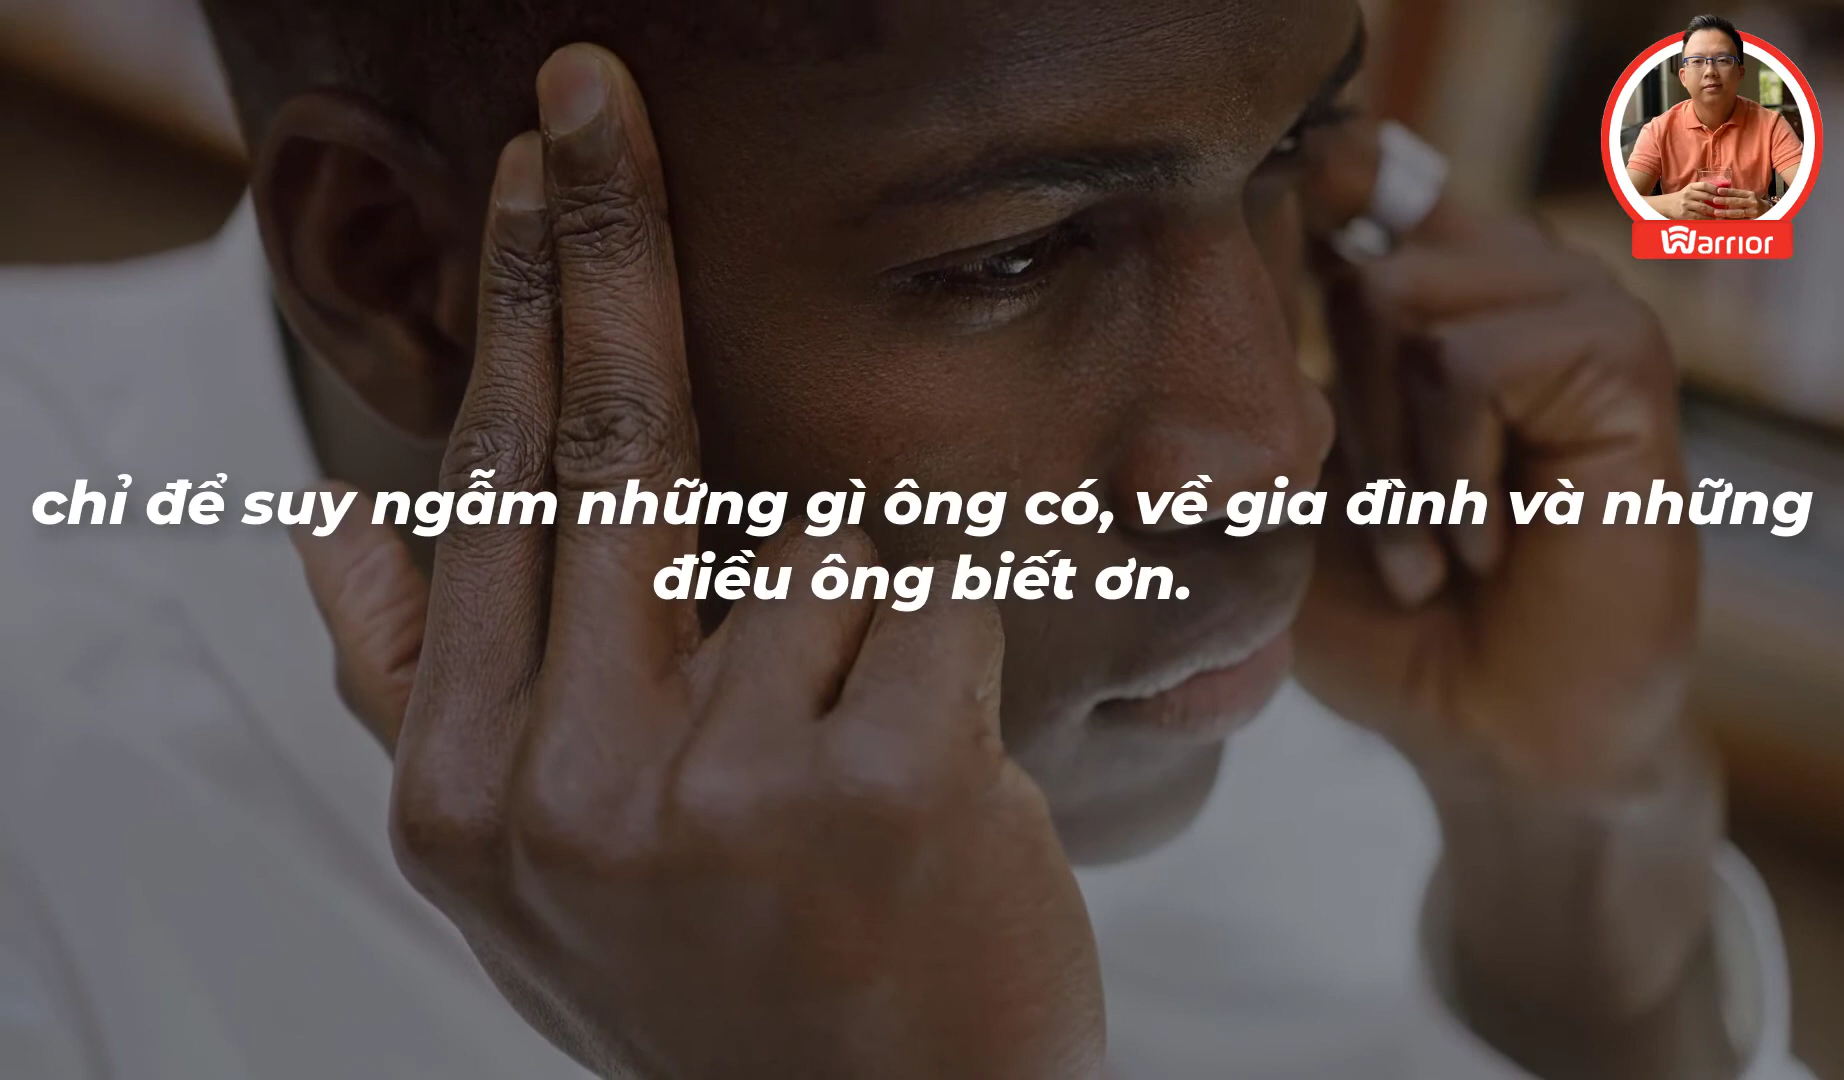 Warrior
chỉ để suy ngẫm những gì ông có, về gia đình và những
điều ông biết ơn.